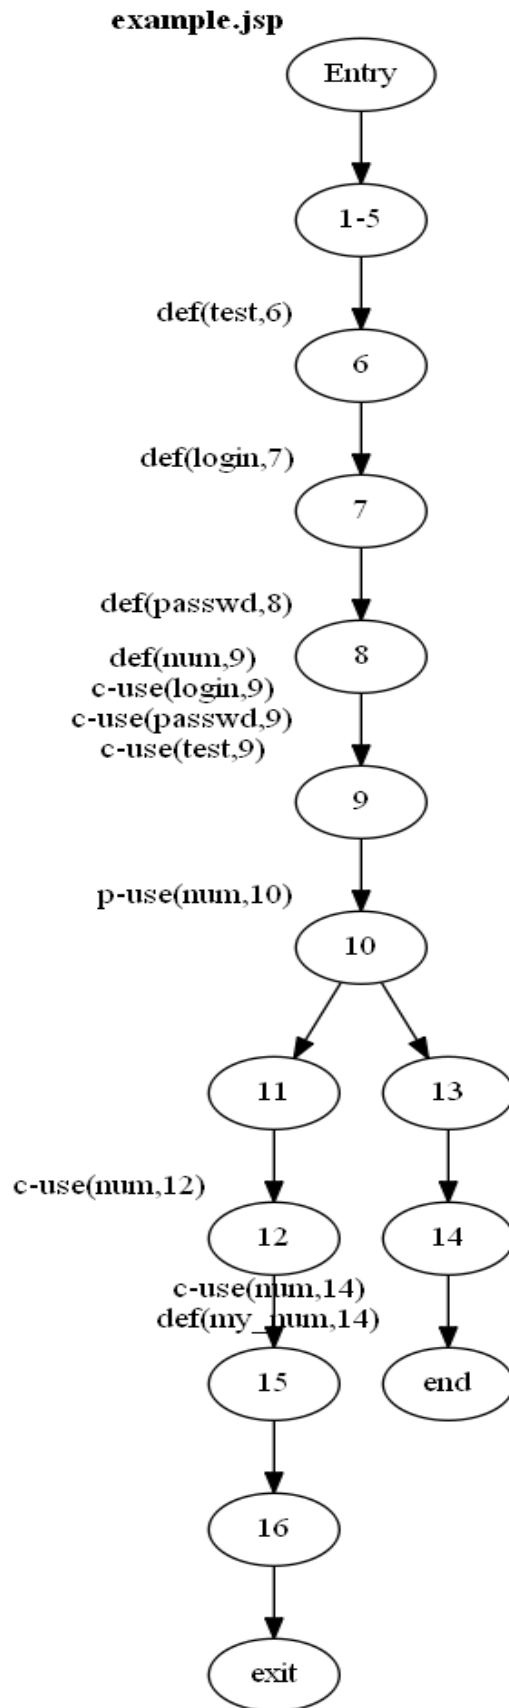 example.jsp
Entry
1-5
def(test,6)
6
def(login,7)
7
def(passwd,8)
8
def(num,9)
c-use(login,9)
c-use(passwd,9)
c-use(test,9)
9
p-use(num,10)
10
11 13
c-use(num,12)
12 14
c-use(num,14)
def(my_num,14)
15 end
16
exit